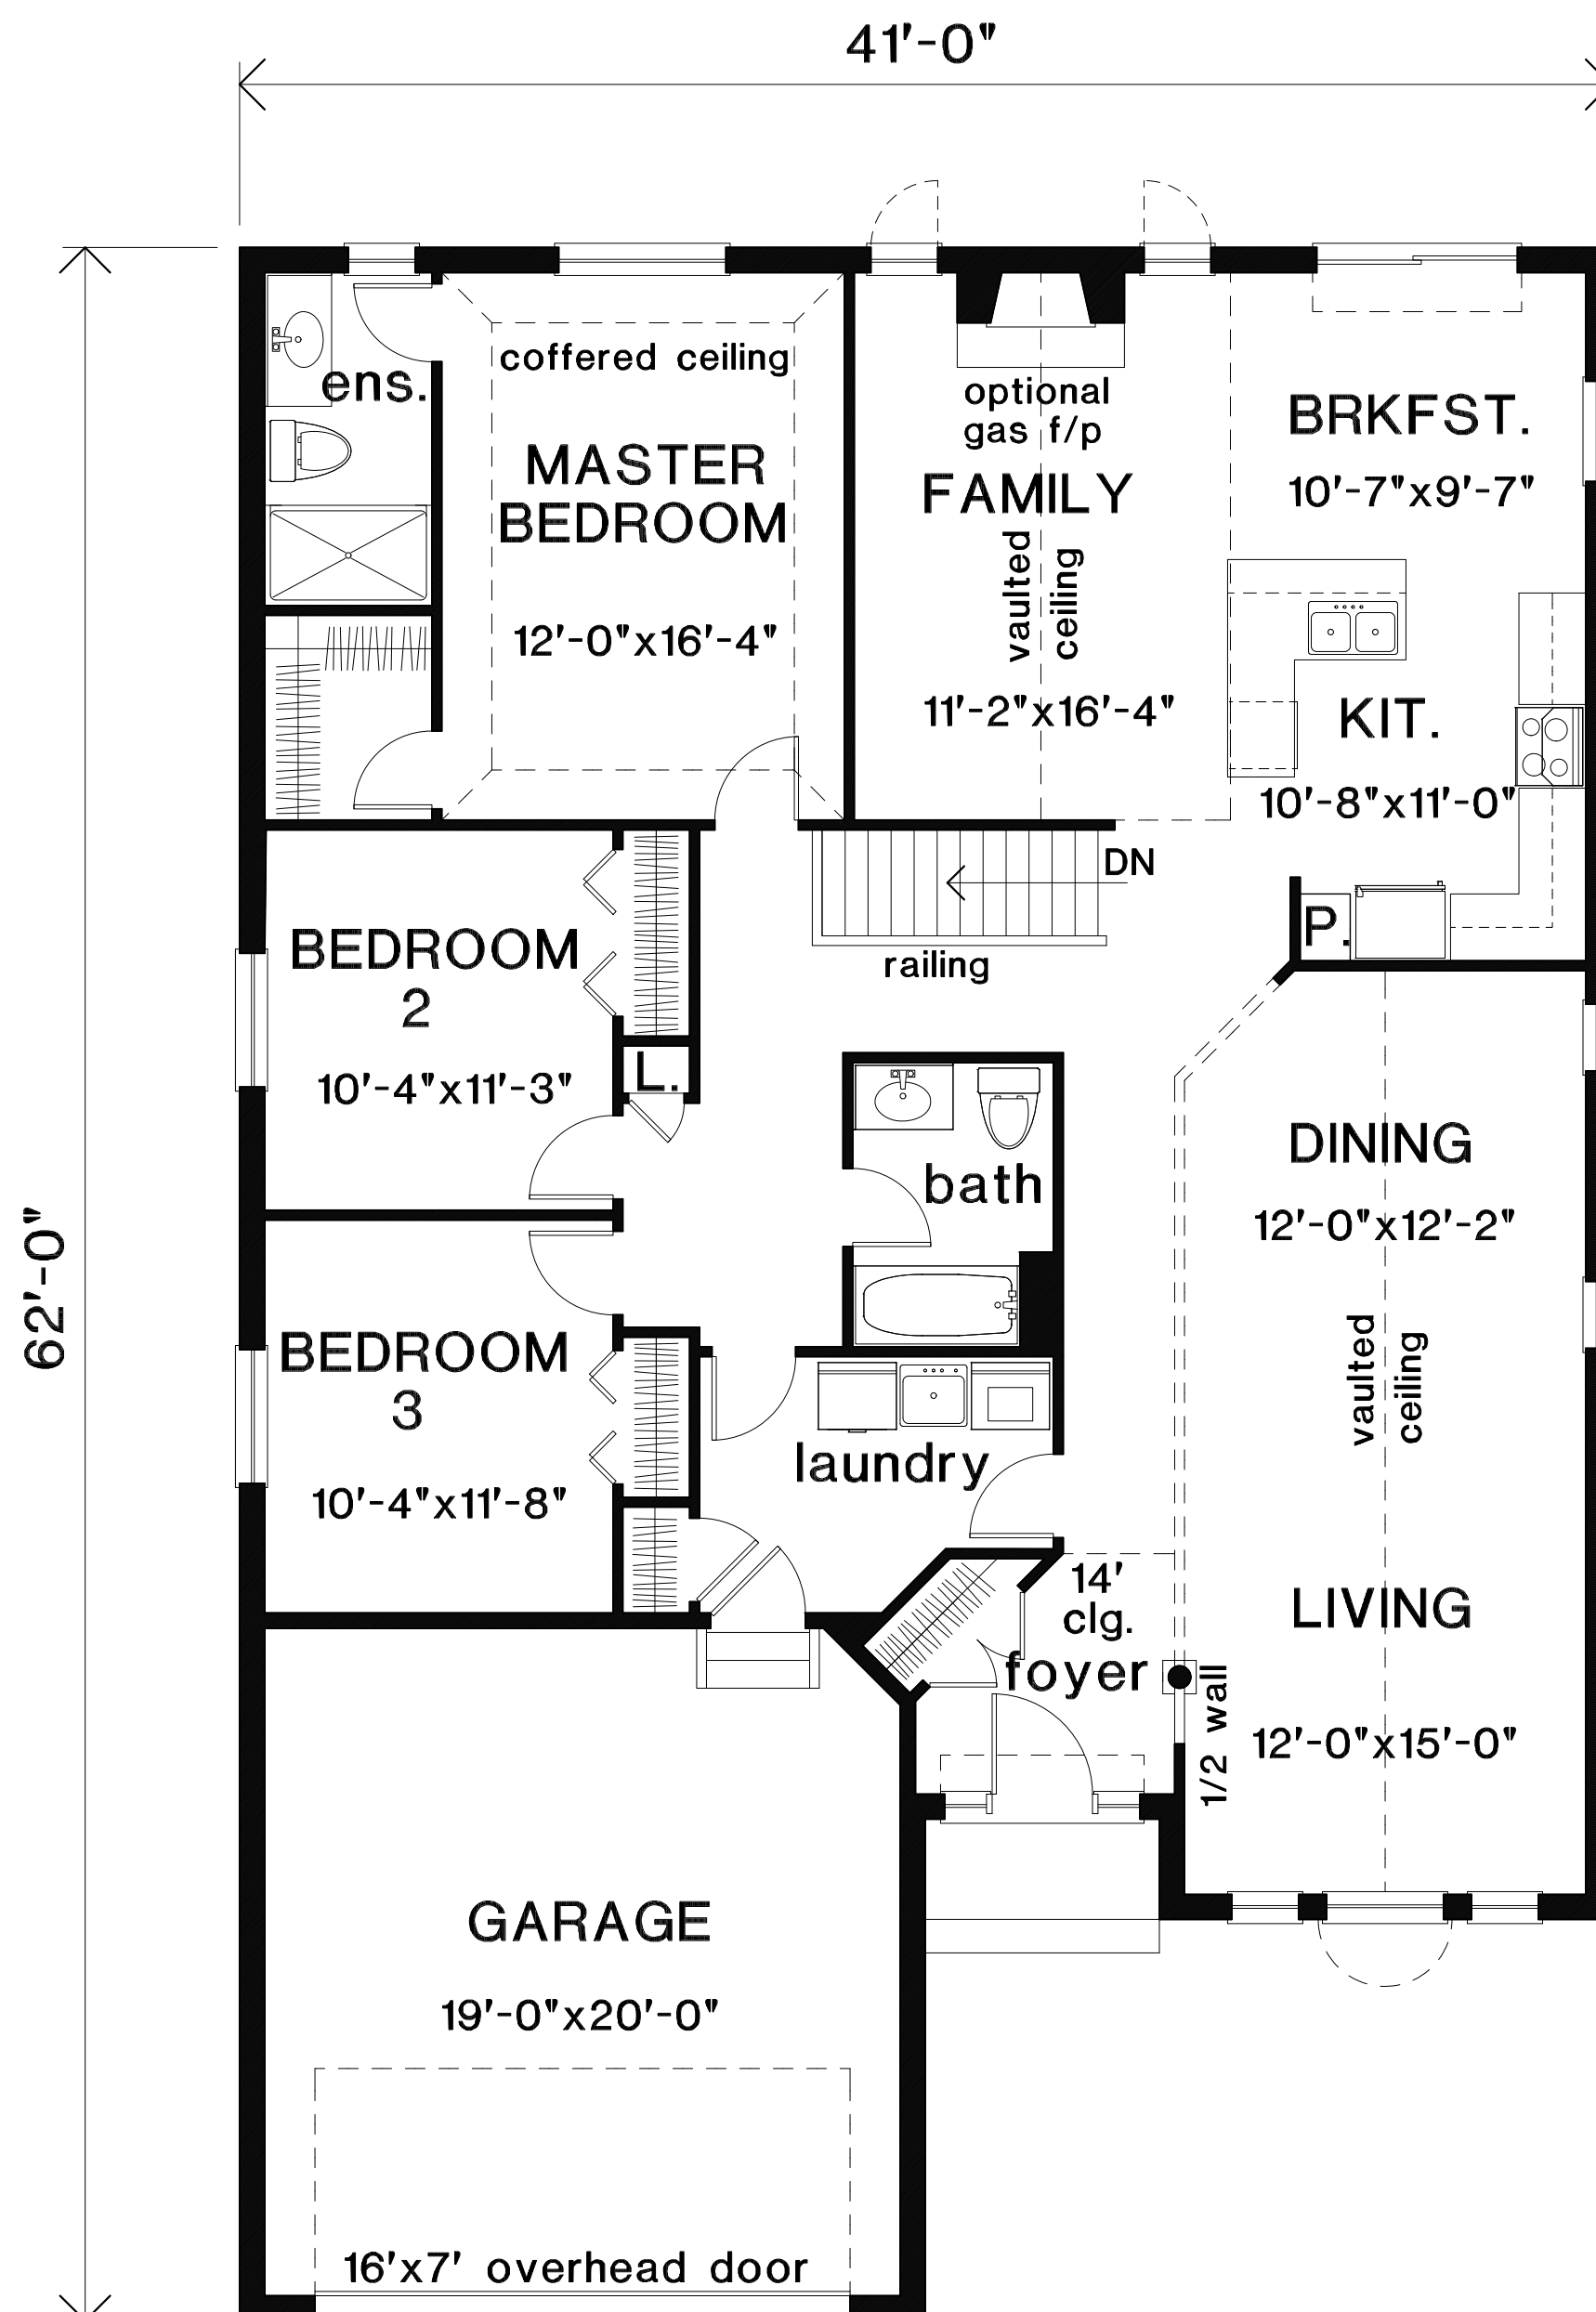 41'-0"
62'-0"
ens.
coffered ceiling
MASTER
BEDROOM
12'-0"x16'-4"
optional
gas f/p
FAMILY
vaulted
ceiling
11'-2"x16'-4"
BRKFST.
10'-7"x9'-7"
KIT.
10'-8"x11'-0"
DN
railing
P.
BEDROOM
2
10'-4"x11'-3"
L.
bath
DINING
12'-0"x12'-2"
vaulted
ceiling
BEDROOM
3
10'-4"x11'-8"
laundry
14'
clg.
foyer
1/2 wall
LIVING
12'-0"x15'-0"
GARAGE
19'-0"x20'-0"
16'x7' overhead door